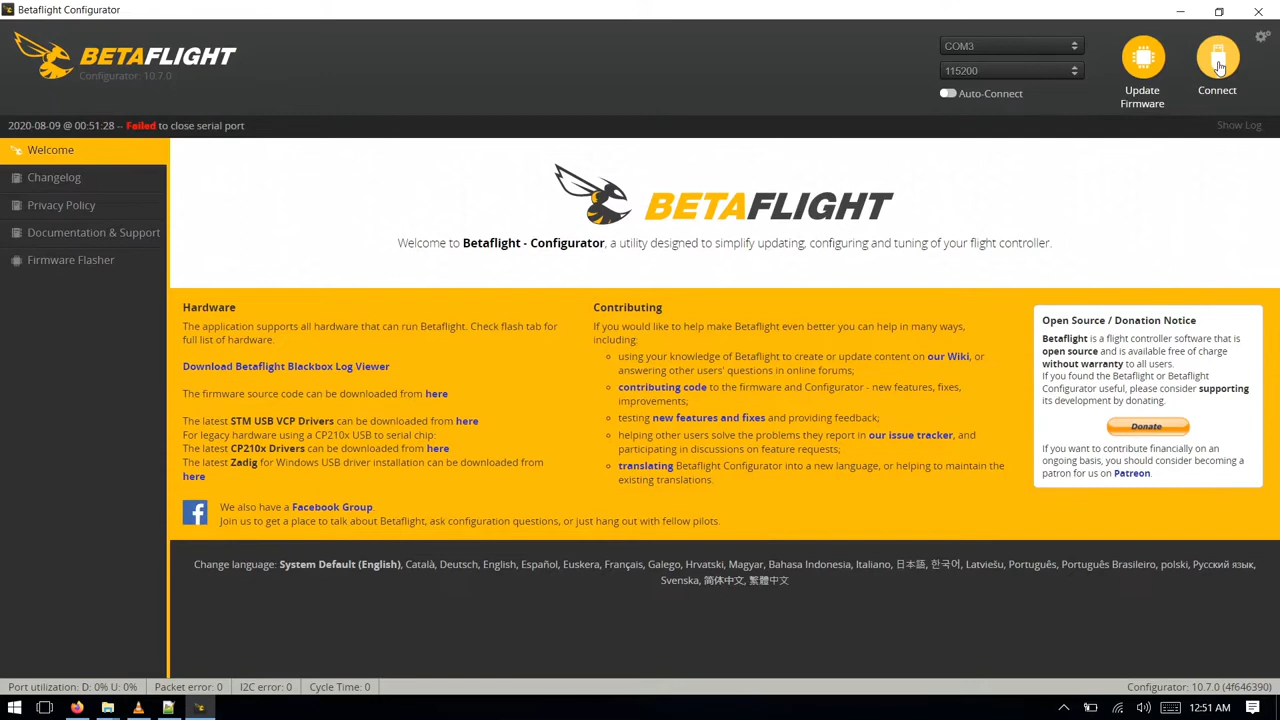 Betaflight Configurator
BETAFLIGHT
Configurator: 10.7.0
COM3
115200
Auto-Connect
Update
Firmware
Connect
2020-08-09 @ 00:51:28 -- Failed to close serial port
Show Log
Welcome
Changelog
Privacy Policy
Documentation & Support
Firmware Flasher
BETAFLIGHT
Welcome to Betaflight - Configurator, a utility designed to simplify updating, configuring and tuning of your flight controller.
Hardware
The application supports all hardware that can run Betaflight. Check flash tab for
full list of hardware.
Download Betaflight Blackbox Log Viewer
The firmware source code can be downloaded from here
The latest STM USB VCP Drivers can be downloaded from here
For legacy hardware using a CP210x USB to serial chip:
The latest CP210x Drivers can be downloaded from here
The latest Zadig for Windows USB driver installation can be downloaded from
here
We also have a Facebook Group.
Join us to get a place to talk about Betaflight, ask configuration questions, or just hang out with fellow pilots.
Contributing
If you would like to help make Betaflight even better you can help in many ways,
including:
using your knowledge of Betaflight to create or update content on our Wiki, or
answering other users' questions in online forums;
contributing code to the firmware and Configurator - new features, fixes,
improvements;
testing new features and fixes and providing feedback;
helping other users solve the problems they report in our issue tracker, and
participating in discussions on feature requests;
translating Betaflight Configurator into a new language, or helping to maintain the
existing translations.
Open Source / Donation Notice
Betaflight is a flight controller software that is
open source and is available free of charge
without warranty to all users.
If you found the Betaflight or Betaflight
Configurator useful, please consider supporting
its development by donating.
Donate
If you want to contribute financially on an
ongoing basis, you should consider becoming a
patron for us on Patreon.
Change language: System Default (English), Català, Deutsch, English, Español, Euskera, Français, Galego, Hrvatski, Magyar, Bahasa Indonesia, Italiano, 日本語, 한국어, Latviešu, Português, Português Brasileiro, polski, Русский язык,
Svenska, 简体中文, 繁體中文
Port utilization: D: 0% U: 0%
Packet error: 0
I2C error: 0
Cycle Time: 0
Configurator: 10.7.0 (4f646390)
12:51 AM